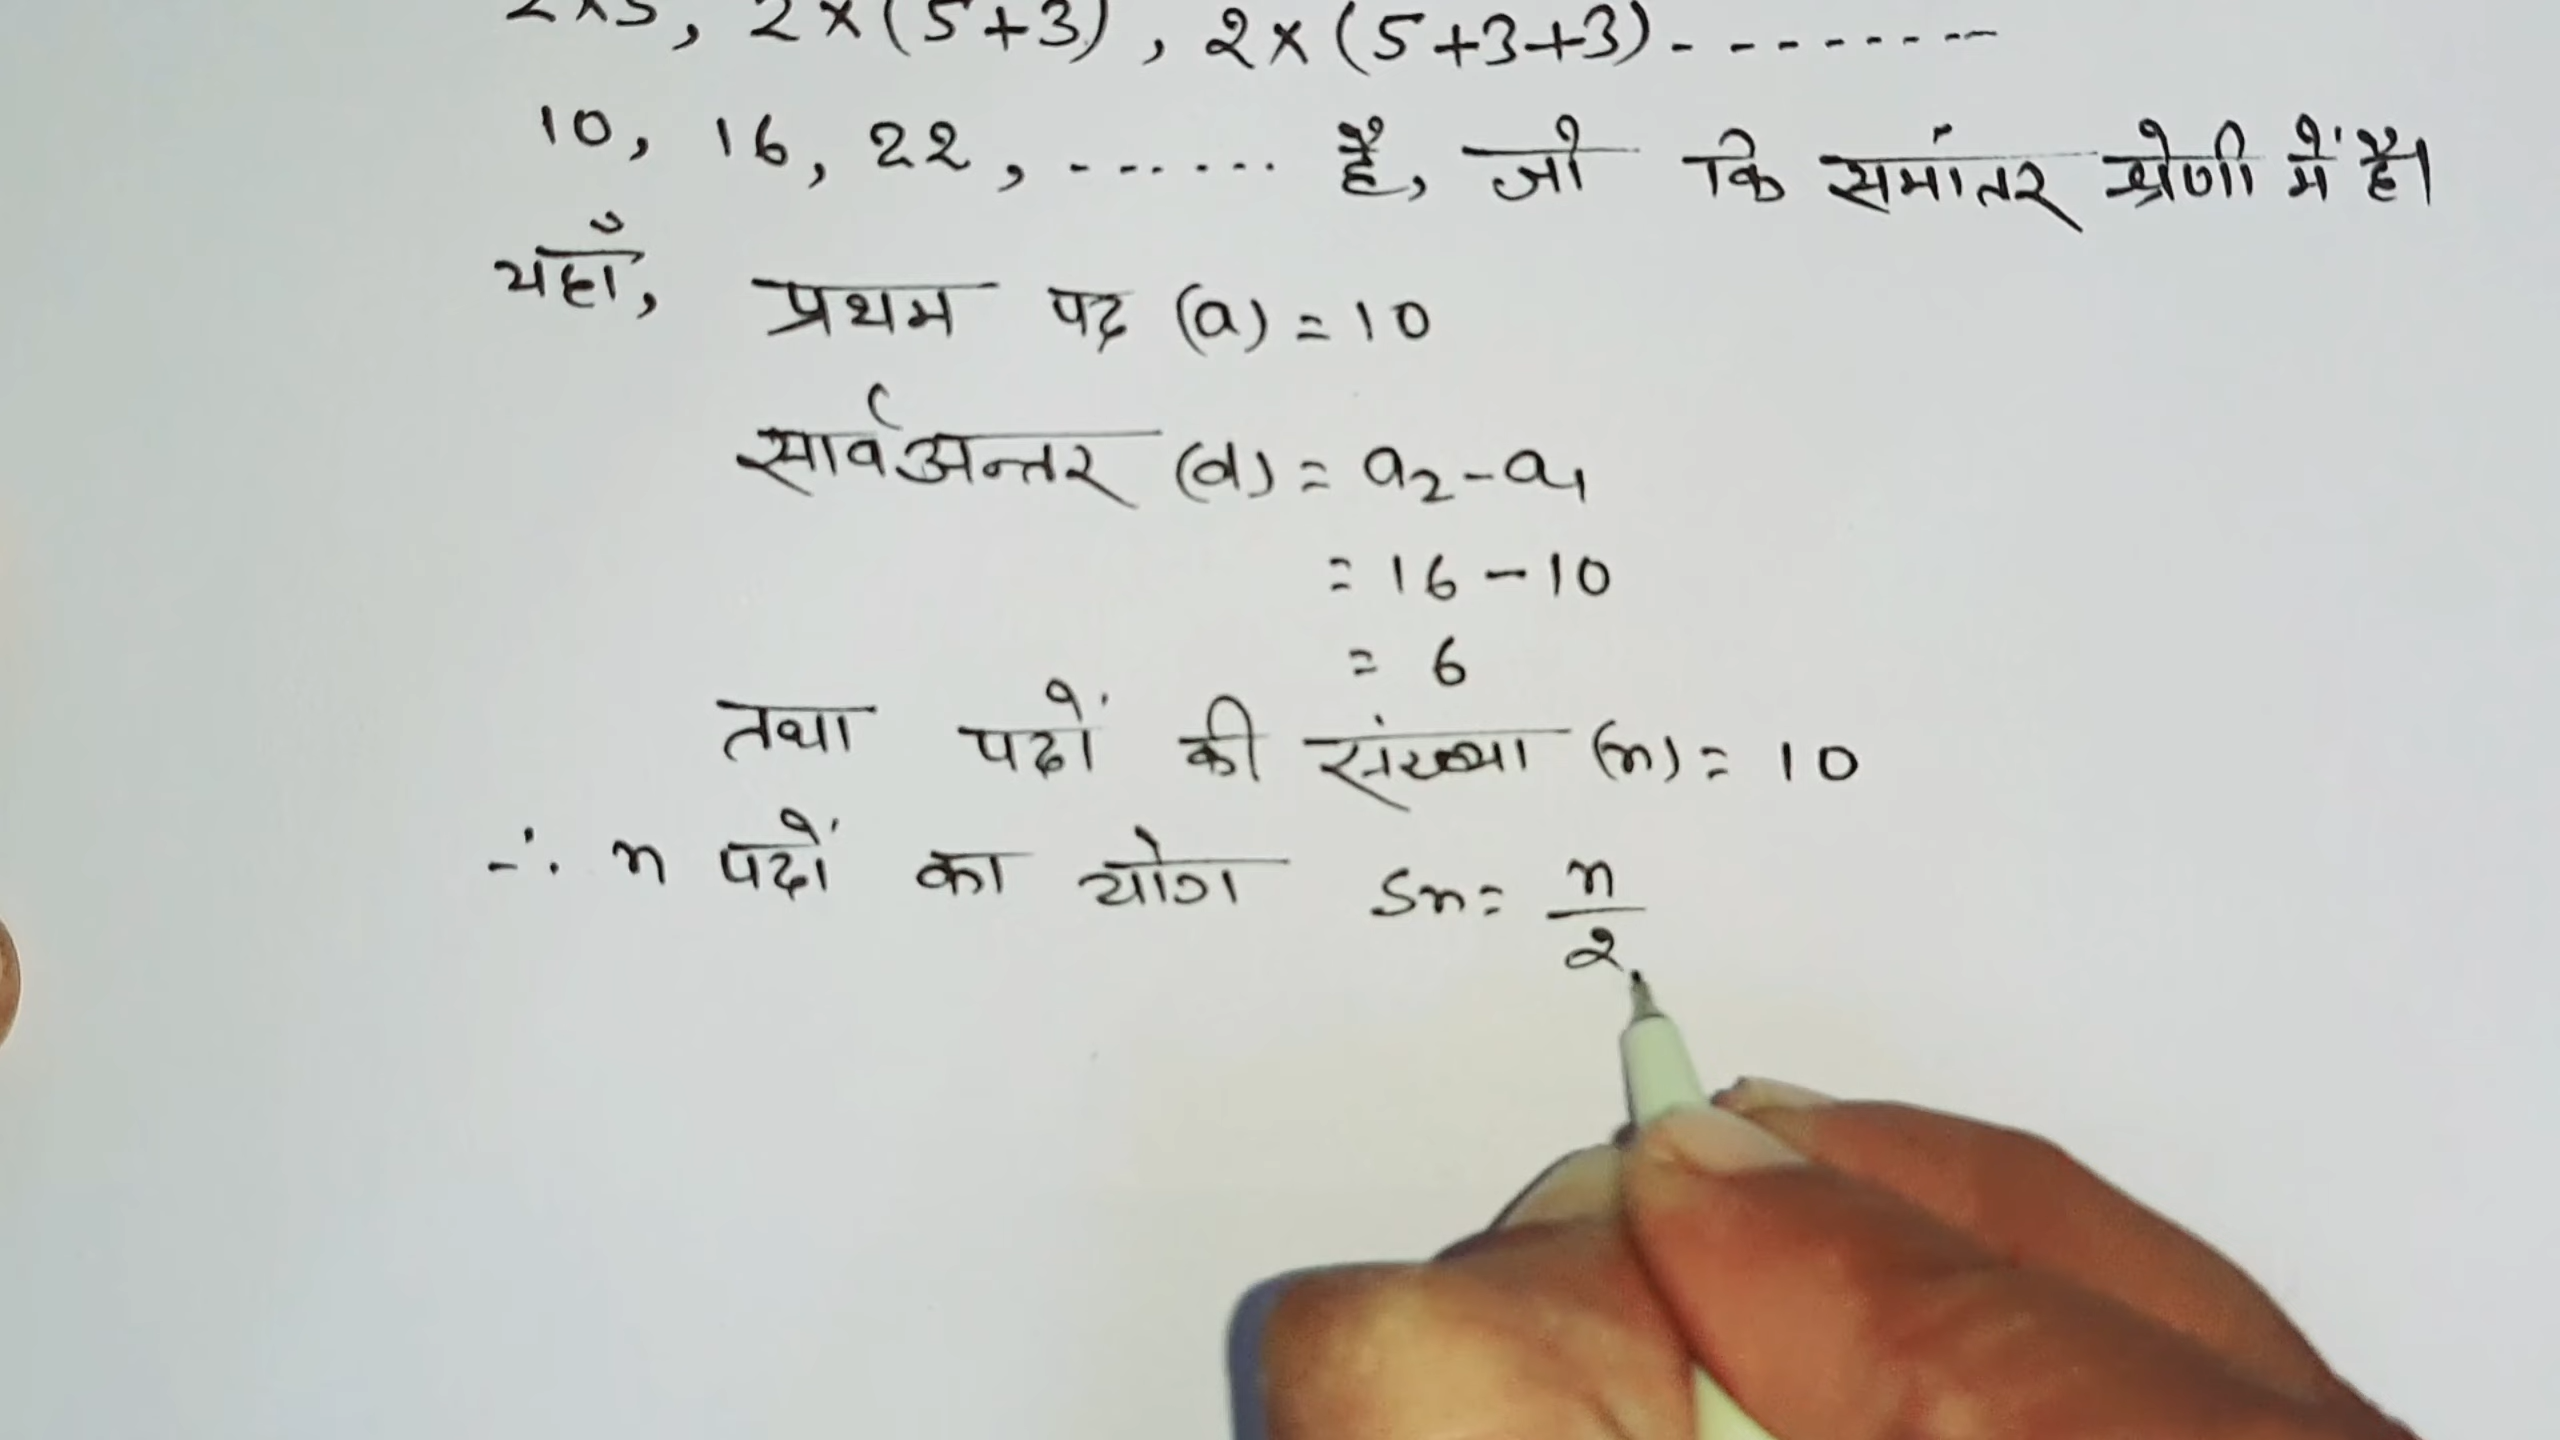 2×5, 2×(5+3), 2×(5+3+3)--------
10, 16, 22, ....... हैं, जो कि समांतर श्रेणी में हैं।
यहाँ, प्रथम पद (a) = 10
सार्वअन्तर (d) = a₂-a₁
= 16-10
= 6
तथा पदों की संख्या (n) = 10
∴ n पदों का योग Sn = n/2